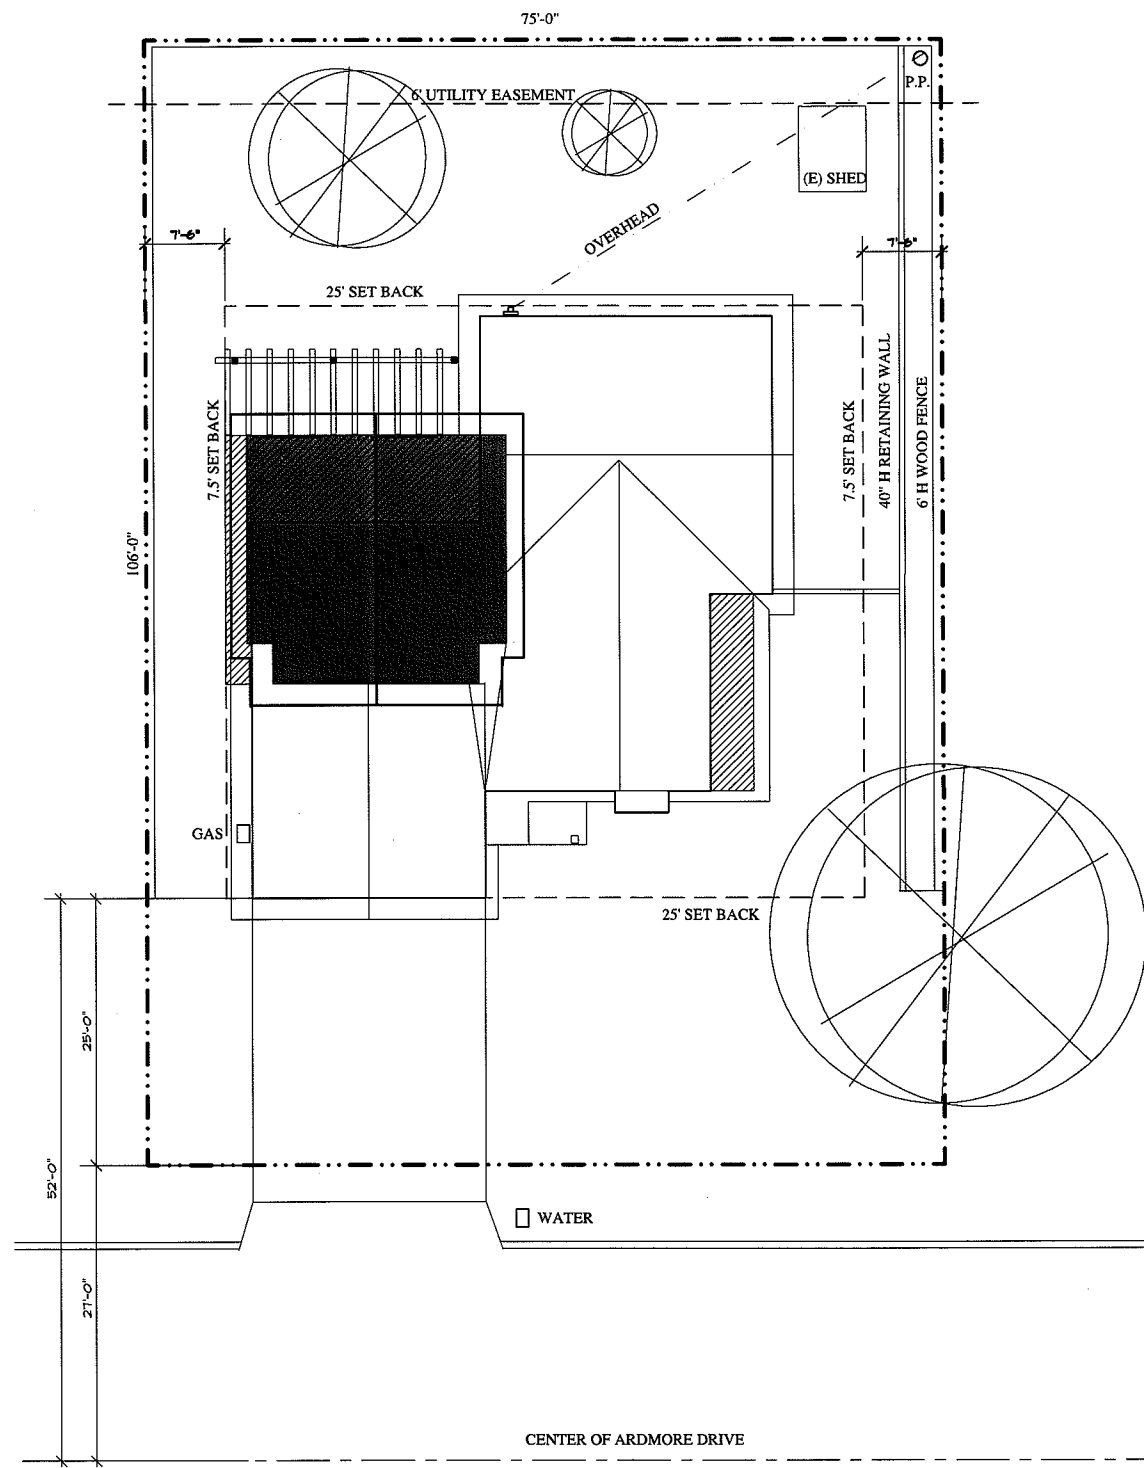 75'-0"
6' UTILITY EASEMENT
P.P.
(E) SHED
OVERHEAD
7'-6"
7'-6"
25' SET BACK
7.5' SET BACK
7.5' SET BACK
40" H RETAINING WALL
6' H WOOD FENCE
106'-0"
GAS
25' SET BACK
25'-0"
52'-0"
WATER
27'-0"
CENTER OF ARDMORE DRIVE